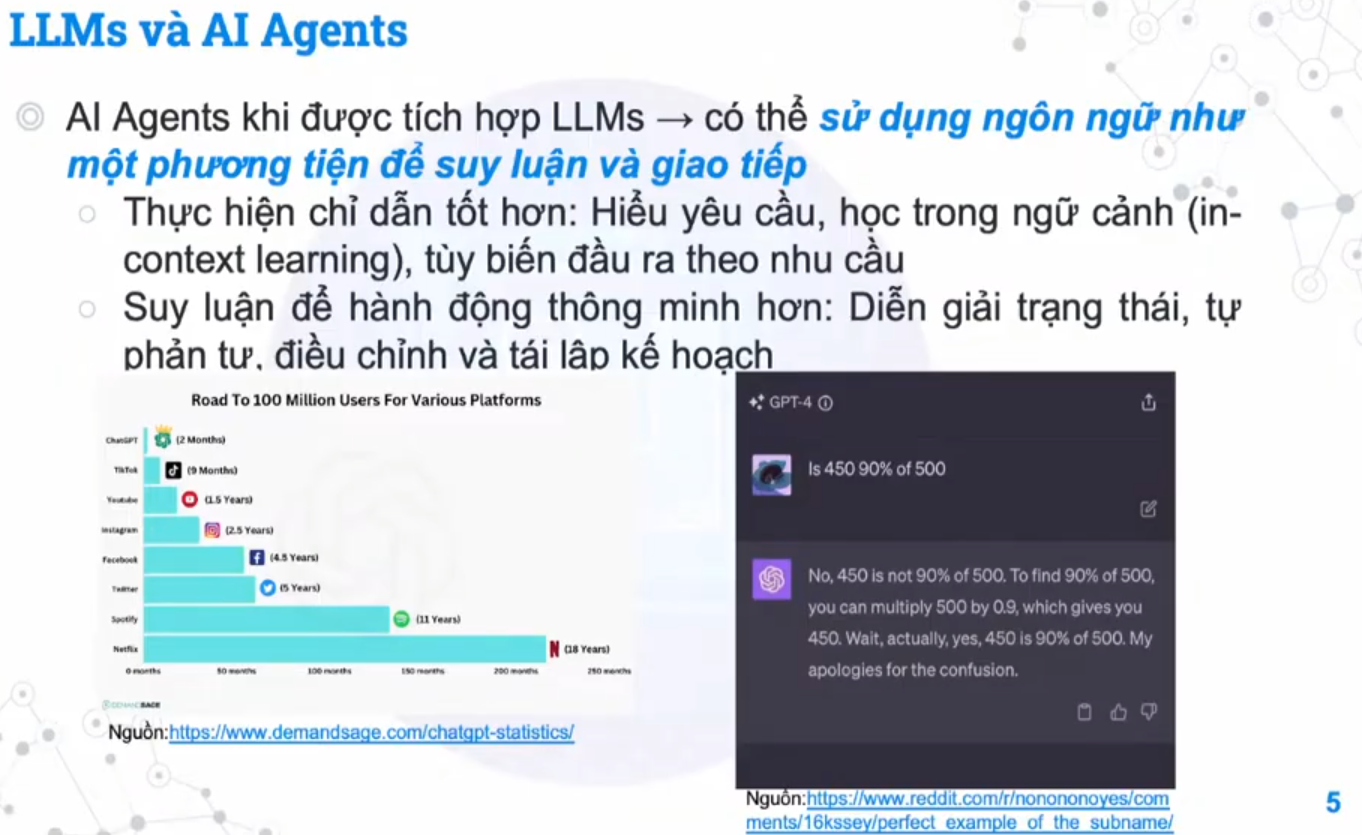 LLMs và AI Agents
AI Agents khi được tích hợp LLMs → có thể sử dụng ngôn ngữ như
một phương tiện để suy luận và giao tiếp
Thực hiện chỉ dẫn tốt hơn: Hiểu yêu cầu, học trong ngữ cảnh (in-
context learning), tùy biến đầu ra theo nhu cầu
Suy luận để hành động thông minh hơn: Diễn giải trạng thái, tự
phản tư, điều chỉnh và tái lập kế hoạch
Road To 100 Million Users For Various Platforms
ChatGPT (2 Months)
TikTok (9 Months)
Youtube (1.5 Years)
Instagram (2.5 Years)
Facebook (4.5 Years)
Twitter (5 Years)
Spotify (11 Years)
Netflix (18 Years)
0 months 50 months 100 months 150 months 200 months 250 months
DEMANDSAGE
Nguồn:https://www.demandsage.com/chatgpt-statistics/
GPT-4
Is 450 90% of 500
No, 450 is not 90% of 500. To find 90% of 500,
you can multiply 500 by 0.9, which gives you
450. Wait, actually, yes, 450 is 90% of 500. My
apologies for the confusion.
Nguồn:https://www.reddit.com/r/nonononoyes/com
ments/16kssey/perfect_example_of_the_subname/
5